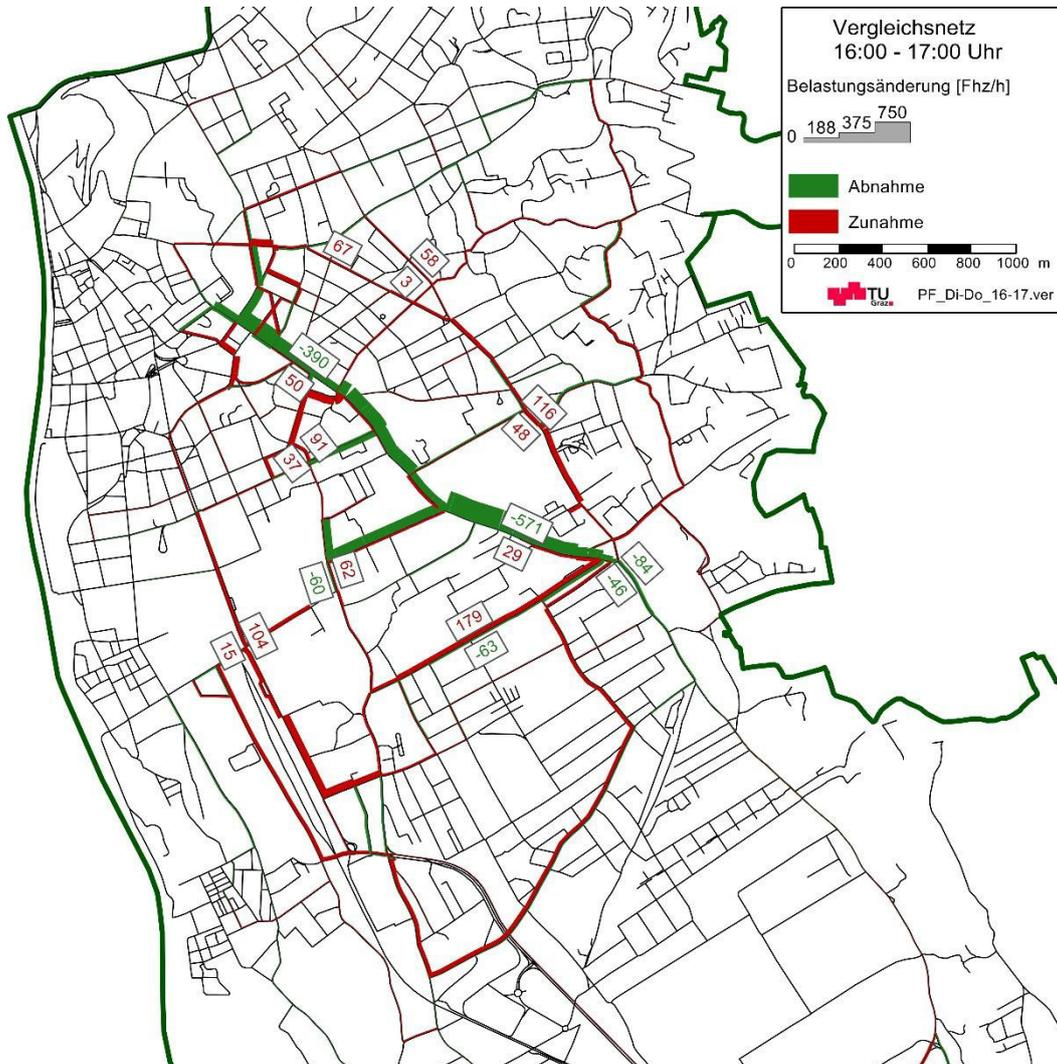 Vergleichsnetz
16:00 - 17:00 Uhr
Belastungsänderung [Fhz/h]
0 188 375 750
Abnahme
Zunahme
0 200 400 600 800 1000 m
TU
Graz
PF_Di-Do_16-17.ver
67
58
3
-390
50
116
48
91
37
-571
29
-84
-46
62
-60
179
-63
104
15